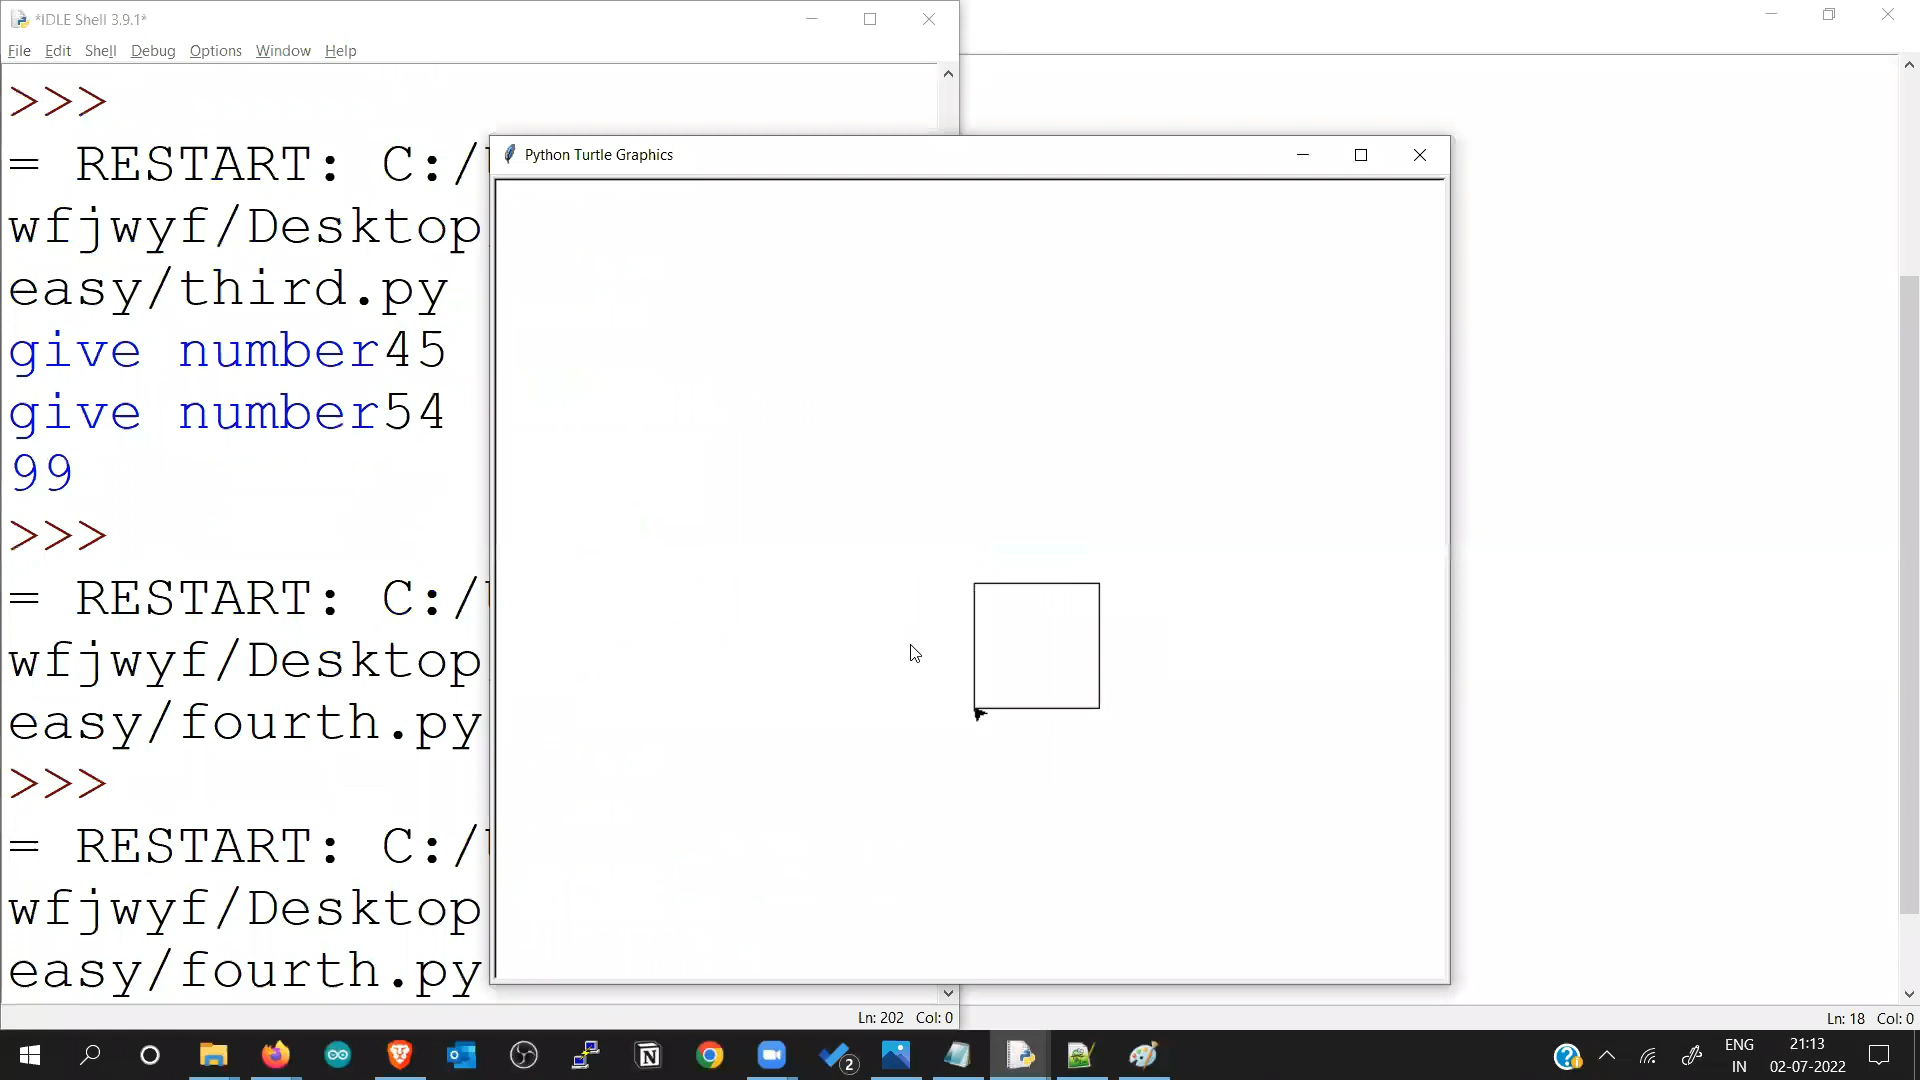 *IDLE Shell 3.9.1*
File Edit Shell Debug Options Window Help
>>>
= RESTART: C:/
wfjwyf/Desktop
easy/third.py
give number45
give number54
99
>>>
= RESTART: C:/
wfjwyf/Desktop
easy/fourth.py
>>>
= RESTART: C:/
wfjwyf/Desktop
easy/fourth.py
Ln: 202 Col: 0
Python Turtle Graphics
Ln: 18 Col: 0
2
ENG
IN
21:13
02-07-2022